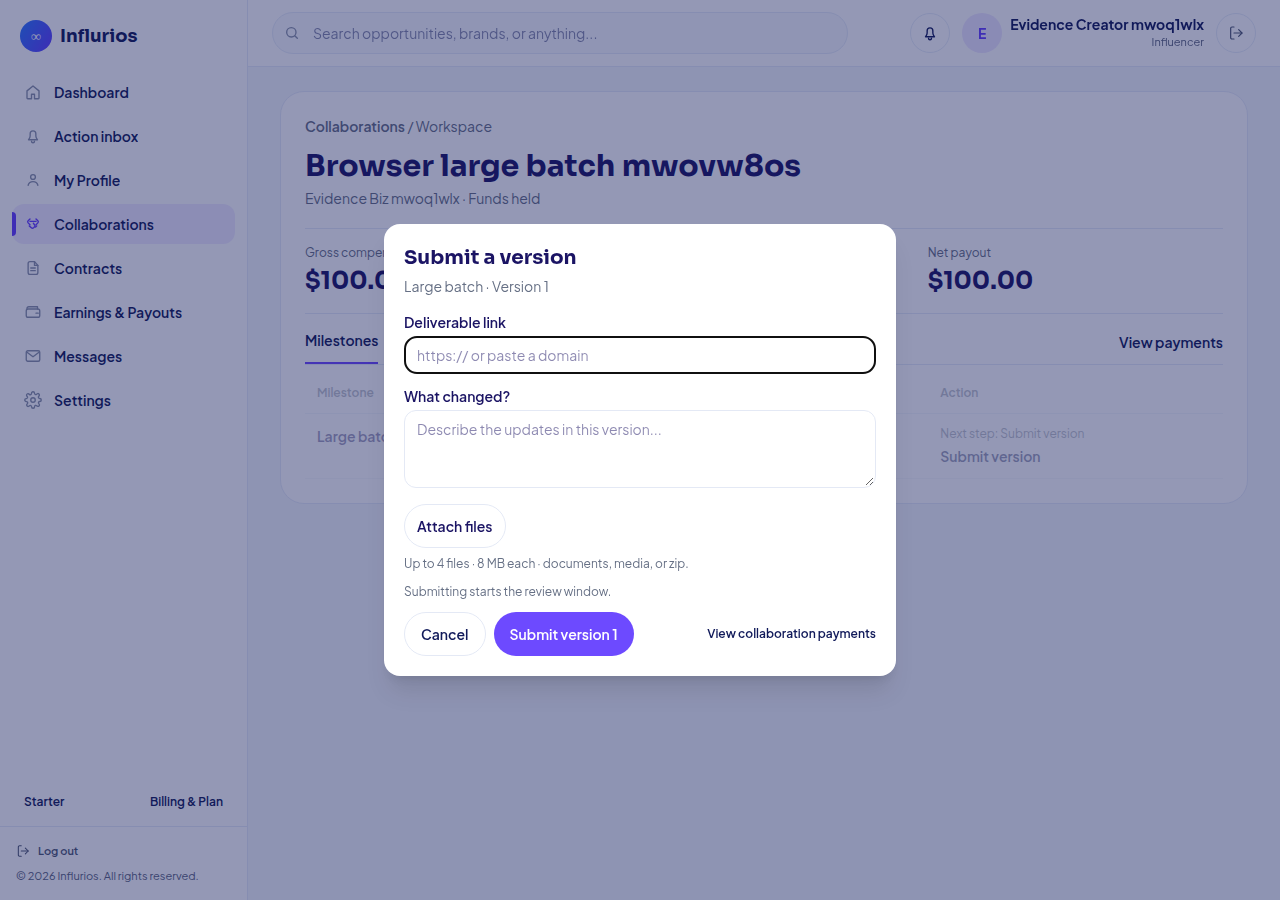 ∞ Influrios
Search opportunities, brands, or anything...
E
Evidence Creator mwoq1wlx
Influencer
Dashboard
Action inbox
My Profile
Collaborations
Contracts
Earnings & Payouts
Messages
Settings
Starter
Billing & Plan
Log out
© 2026 Influrios. All rights reserved.
Collaborations / Workspace
Browser large batch mwovw8os
Evidence Biz mwoq1wlx · Funds held
Net payout
$100.00
Milestones
View payments
Milestone
Action
Large
Next step: Submit version
Submit version
Submit a version
Large batch · Version 1
Deliverable link
https:// or paste a domain
What changed?
Describe the updates in this version...
Attach files
Up to 4 files · 8 MB each · documents, media, or zip.
Submitting starts the review window.
Cancel
Submit version 1
View collaboration payments